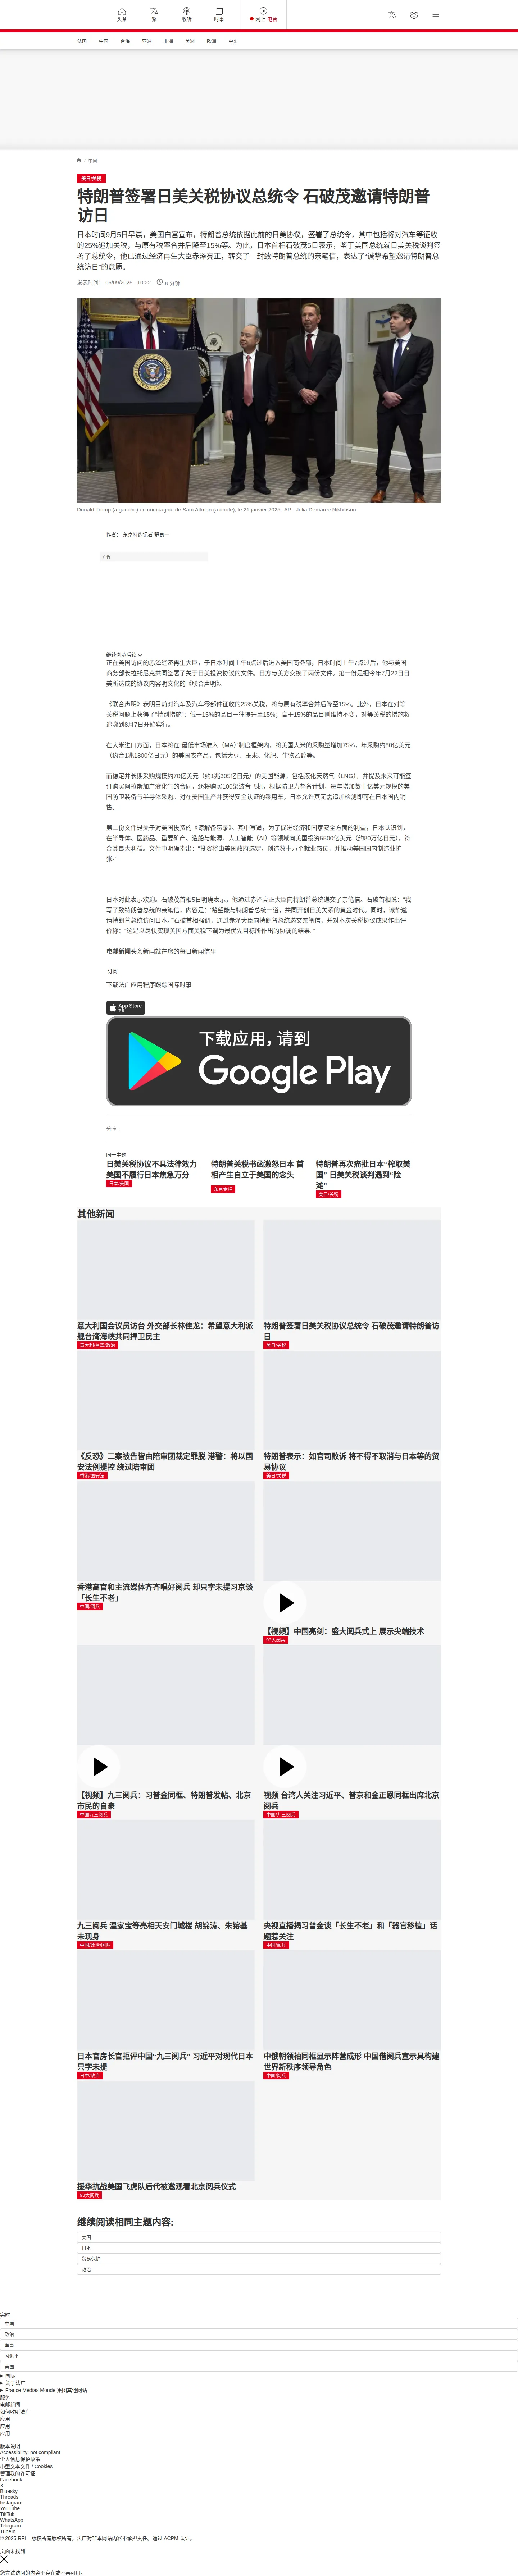 头条
繁
收听
时事
网上 电台
法国
中国
台海
亚洲
非洲
美洲
欧洲
中东
/ 法国
美日/关税
特朗普签署日美关税协议总统令 石破茂邀请特朗普
访日
日本时间9月5日早晨，美国白宫宣布，特朗普总统依据此前的日美协议，签署了总统令，其中包括将对汽车等征收
的25%追加关税，与原有税率合并后降至15%等。为此，日本首相石破茂5日表示，鉴于美国总统就日美关税谈判签
署了总统令，他已通过经济再生大臣赤泽亮正，转交了一封致特朗普总统的亲笔信，表达了“诚挚希望邀请特朗普总
统访日”的意愿。
发表时间： 05/09/2025 - 10:22
6 分钟
Donald Trump (à gauche) en compagnie de Sam Altman (à droite), le 21 janvier 2025. AP - Julia Demaree Nikhinson
作者： 东京特约记者 楚良一
广告
继续浏览后续
正在美国访问的赤泽经济再生大臣，于日本时间上午6点过后进入美国商务部，日本时间上午7点过后，他与美国
商务部长拉托尼克共同签署了关于日美投资协议的文件。日方与美方交换了两份文件。第一份是把今年7月22日日
美所达成的协议内容明文化的《联合声明》。
《联合声明》表明目前对汽车及汽车零部件征收的25%关税，将与原有税率合并后降至15%。此外，日本在对等
关税问题上获得了“特别措施”：低于15%的品目一律提升至15%；高于15%的品目则维持不变，对等关税的措施将
追溯到8月7日开始实行。
在大米进口方面，日本将在“最低市场准入（MA）”制度框架内，将美国大米的采购量增加75%，年采购约80亿美元
（约合1兆1800亿日元）的美国农产品，包括大豆、玉米、化肥、生物乙醇等。
而稳定并长期采购规模约70亿美元（约1兆305亿日元）的美国能源，包括液化天然气（LNG），并提及未来可能签
订购买阿拉斯加产液化气的合同，还将购买100架波音飞机，根据防卫力整备计划，每年增加数十亿美元规模的美
国防卫装备与半导体采购。对在美国生产并获得安全认证的乘用车，日本允许其无需追加检测即可在日本国内销
售。
第二份文件是关于对美国投资的《谅解备忘录》。其中写道，为了促进经济和国家安全方面的利益，日本认识到，
在半导体、医药品、重要矿产、造船与能源、人工智能（AI）等领域向美国投资5500亿美元（约80万亿日元），符
合其最大利益。文件中明确指出：“投资将由美国政府选定，创造数十万个就业岗位，并推动美国国内制造业扩
张。”
日本对此表示欢迎。石破茂首相5日明确表示，他通过赤泽亮正大臣向特朗普总统递交了亲笔信。石破首相说：“我
写了致特朗普总统的亲笔信，内容是：‘希望能与特朗普总统一道，共同开创日美关系的黄金时代。同时，诚挚邀
请特朗普总统访问日本。’”石破首相强调，通过赤泽大臣向特朗普总统递交亲笔信，并对本次关税协议成果作出评
价称：“这是以尽快实现美国方面关税下调为最优先目标所作出的协调的结果。”
电邮新闻头条新闻就在您的每日新闻信里
订阅
下载法广应用程序跟踪国际时事
App Store
下载
下载应用，请到
Google Play
分享 :
同一主题
日美关税协议不具法律效力
美国不履行日本焦急万分
日本/美国
特朗普关税书函激怒日本 首
相产生自立于美国的念头
东京专栏
特朗普再次痛批日本“榨取美
国” 日美关税谈判遇到“险
滩”
美日/关税
其他新闻
意大利国会议员访台 外交部长林佳龙：希望意大利派
舰台湾海峡共同捍卫民主
意大利/台湾/政治
特朗普签署日美关税协议总统令 石破茂邀请特朗普访
日
美日/关税
《反恐》二案被告皆由陪审团裁定罪脱 港警：将以国
安法例提控 绕过陪审团
香港/国安法
特朗普表示：如官司败诉 将不得不取消与日本等的贸
易协议
美日/关税
香港高官和主流媒体齐齐唱好阅兵 却只字未提习京谈
「长生不老」
中国/阅兵
【视频】中国亮剑：盛大阅兵式上 展示尖端技术
93大阅兵
【视频】九三阅兵：习普金同框、特朗普发帖、北京
市民的自豪
中国九三阅兵
视频 台湾人关注习近平、普京和金正恩同框出席北京
阅兵
中国/九三阅兵
九三阅兵 温家宝等亮相天安门城楼 胡锦涛、朱镕基
未现身
中国/政治/国际
央视直播揭习普金谈「长生不老」和「器官移植」话
题惹关注
中国/阅兵
日本官房长官拒评中国“九三阅兵” 习近平对现代日本
只字未提
日中/政治
中俄朝领袖同框显示阵营成形 中国借阅兵宣示具构建
世界新秩序领导角色
中国/阅兵
援华抗战美国飞虎队后代被邀观看北京阅兵仪式
93大阅兵
继续阅读相同主题内容:
美国
日本
贸易保护
政治
实时
中国
政治
军事
习近平
美国
国际
关于法广
France Médias Monde 集团其他网站
服务
电邮新闻
如何收听法广
应用
应用
应用
版本说明
Accessibility: not compliant
个人信息保护政策
小型文本文件 / Cookies
管理我的许可证
Facebook
X
Bluesky
Threads
Instagram
YouTube
TikTok
WhatsApp
Telegram
TuneIn
© 2025 RFI – 版权所有版权所有。法广对非本网站内容不承担责任。通过 ACPM 认证。
页面未找到
您尝试访问的内容不存在或不再可用。